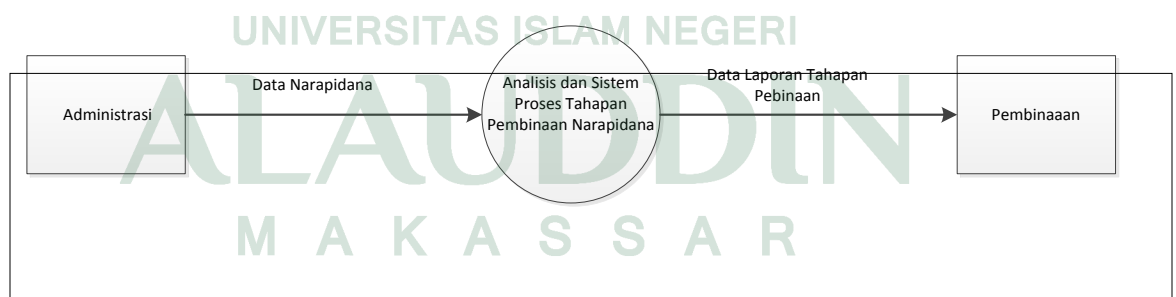 UNIVERSITAS ISLAM NEGERI
ALAUDDIN
MAKASSAR
Administrasi
Data Narapidana
Analisis dan Sistem
Proses Tahapan
Pembinaan Narapidana
Data Laporan Tahapan
Pebinaan
Pembinaaan